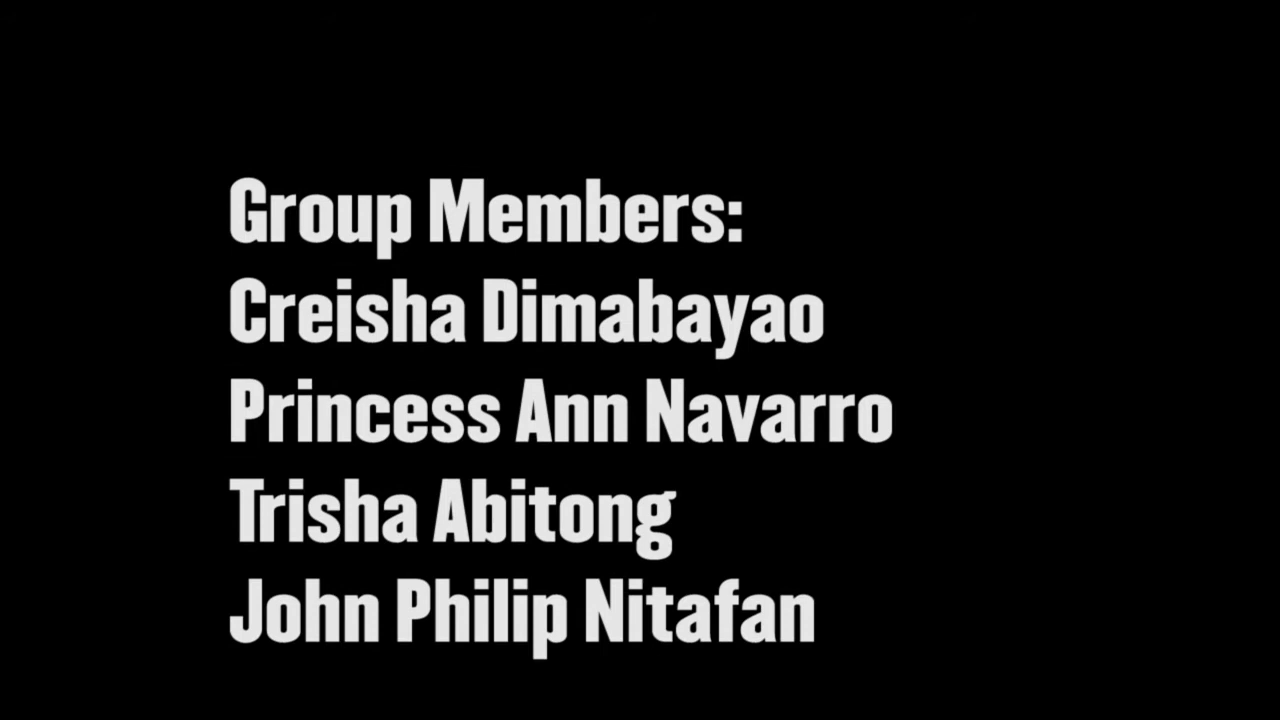 Group Members:
Creisha Dimabayao
Princess Ann Navarro
Trisha Abitong
John Philip Nitafan